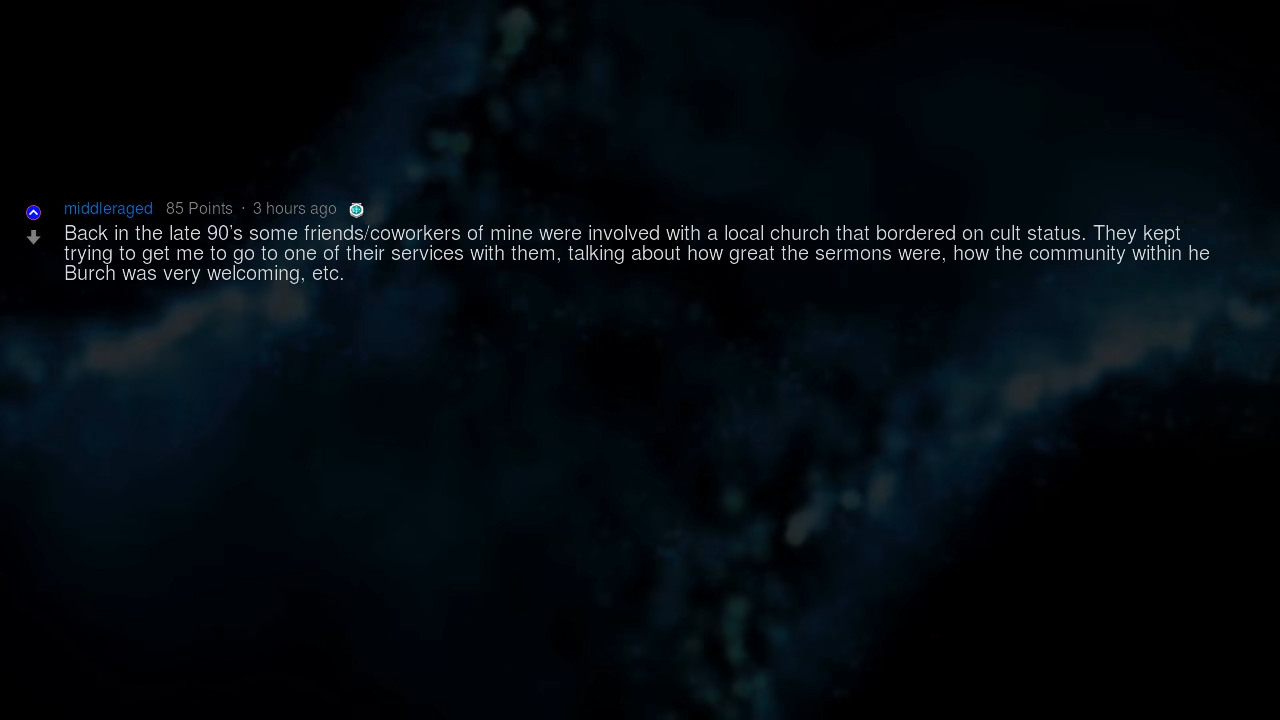 middleraged 85 Points · 3 hours ago
Back in the late 90's some friends/coworkers of mine were involved with a local church that bordered on cult status. They kept
trying to get me to go to one of their services with them, talking about how great the sermons were, how the community within he
Burch was very welcoming, etc.